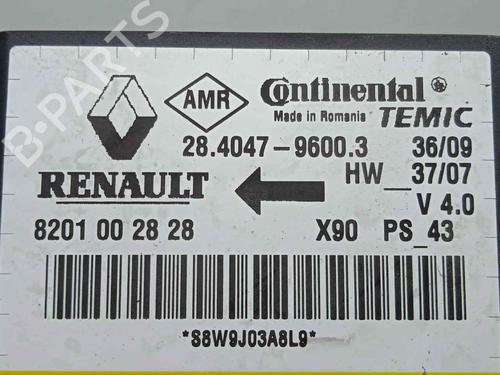 B-PARTS
AMR
Continental
Made in Romania TEMIC
28.4047-9600.3 36/09
RENAULT
HW__37/07
V 4.0
8201 00 28 28 X90 PS_43
*S8W9J03A8L9*